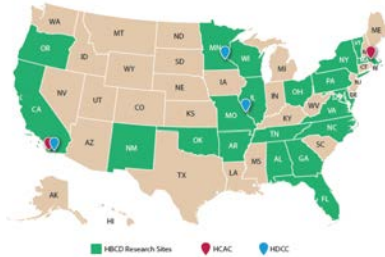 WA
MT
ND
MN
ME
OR
ID
SD
WI
MI
NY
VT
WY
IA
PA
NV
NE
OH
IN
UT
CO
KS
MO
KY
WV
VA
CA
AZ
NM
OK
AR
TN
NC
SC
MS
AL
GA
TX
LA
FL
AK
HI
HBCD Research Sites
HCAC
HDCC